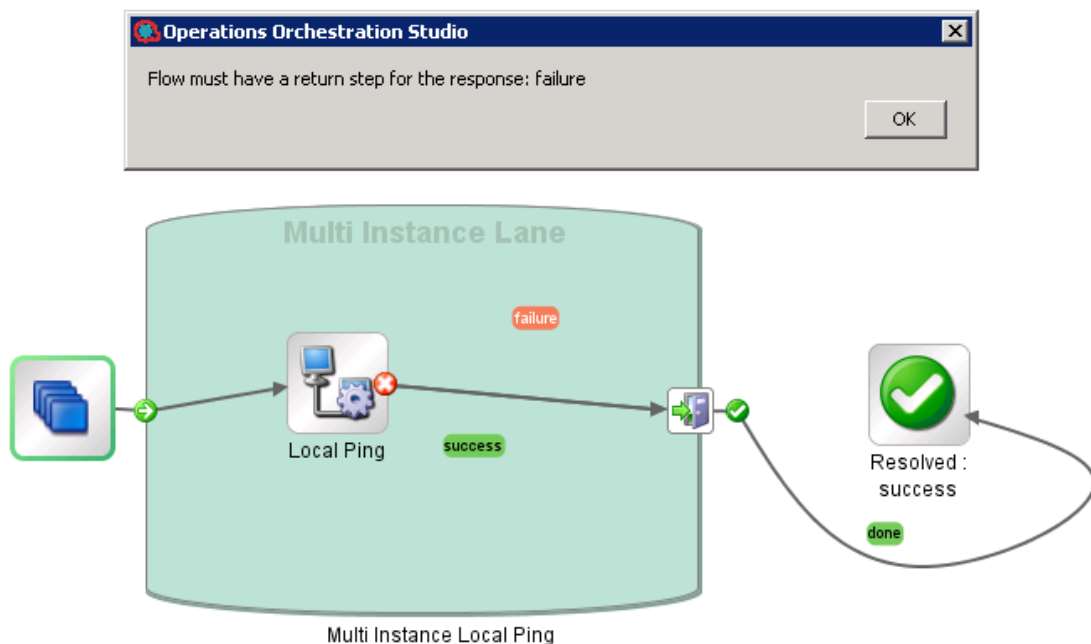 Operations Orchestration Studio
Flow must have a return step for the response: failure
OK
Multi Instance Lane
failure
Local Ping
success
Resolved :
success
done
Multi Instance Local Ping